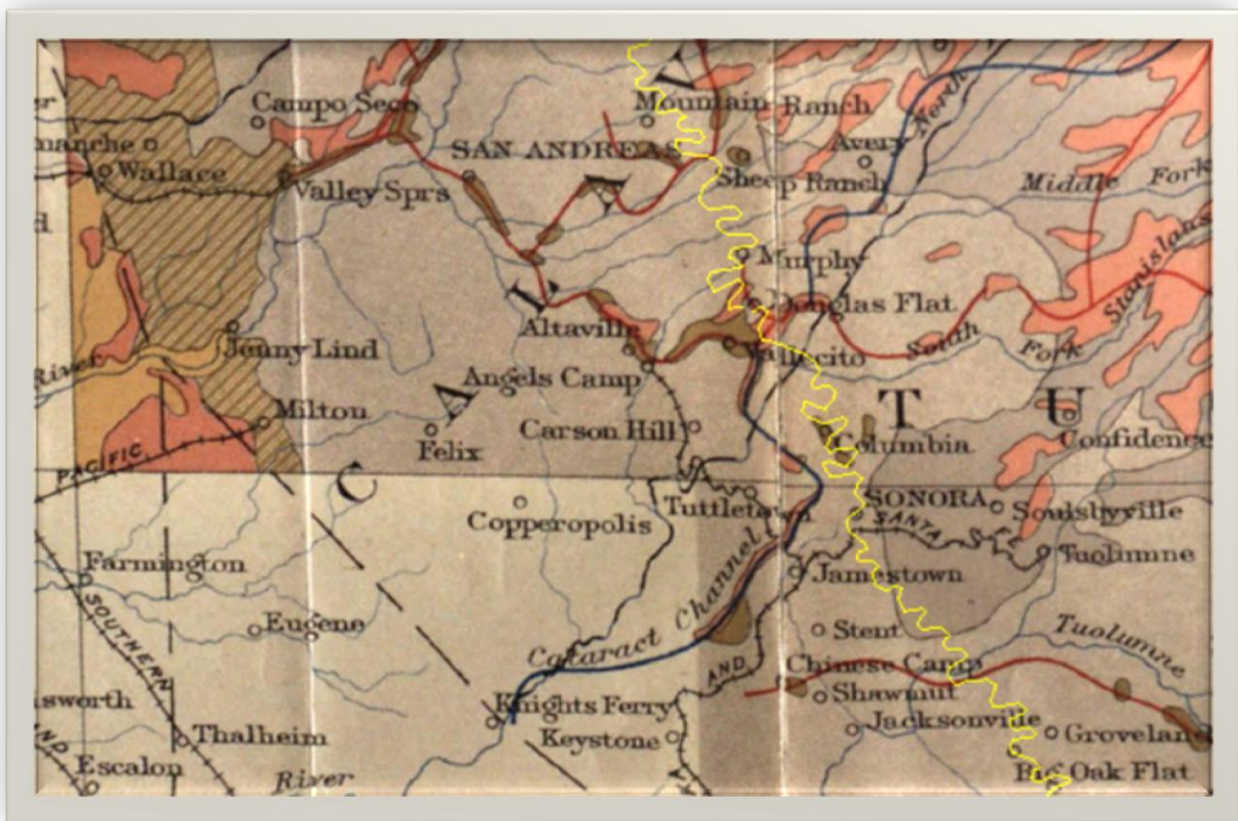 Campo Seco
Mountain Ranch
North
manche
SAN ANDREAS
Avery
Wallace
Valley Sprs
Sheep Ranch
Middle Fork
Murphy
Stanislaus
Douglas Flat
Altaville
Jenny Lind
Vallecito
South Fork
River
Angels Camp
C A L A V
T U
Milton
Carson Hill
Columbia
Confidence
Felix
PACIFIC
Tuttletown
SONORA
Soulsbyville
Copperopolis
SANTA FE
Tuolumne
Farmington
Jamestown
SOUTHERN
Eugene
Cataract Channel
Stent
Tuolumne
AND
Chinese Camp
Shawmut
isworth
Knights Ferry
Jacksonville
Groveland
Thalheim
Keystone
Escalon
River
Big Oak Flat